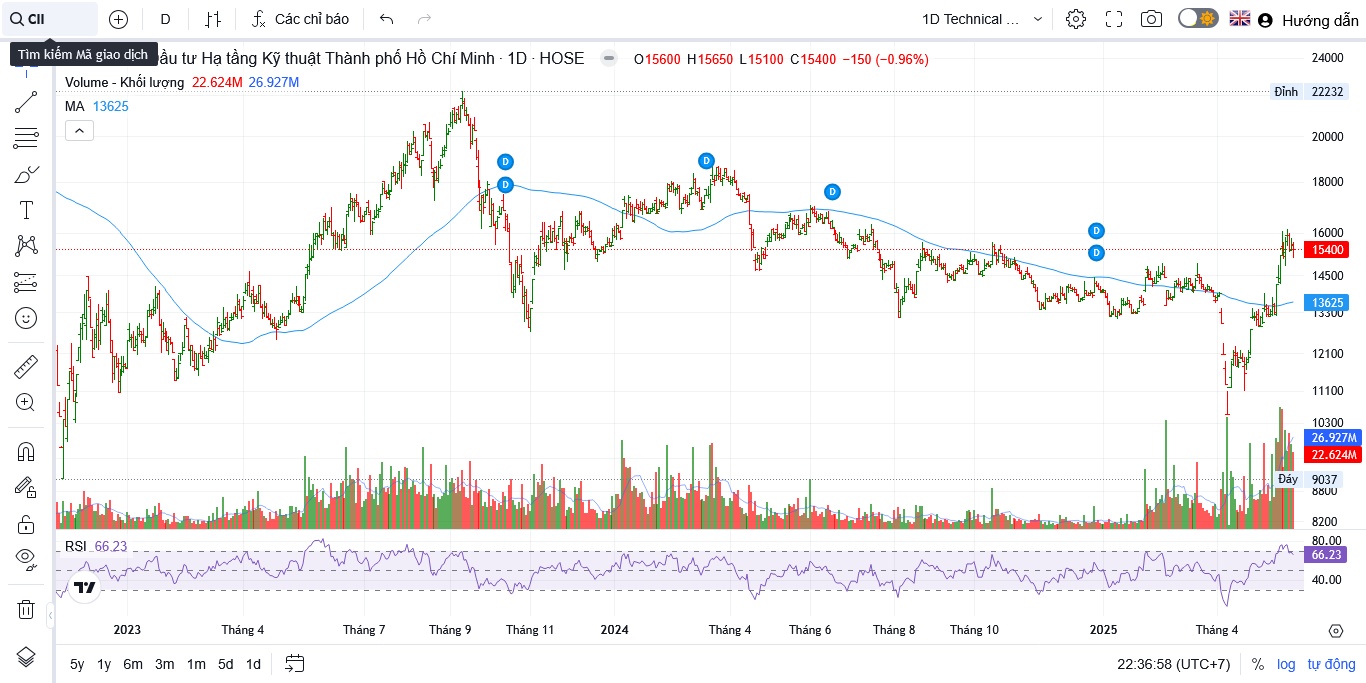 CII
D
Các chỉ báo
1D Technical ...
Hướng dẫn
Tìm kiếm Mã giao dịch
ầu tư Hạ tầng Kỹ thuật Thành phố Hồ Chí Minh · 1D · HOSE
O15600 H15650 L15100 C15400 −150 (−0.96%)
Volume - Khối lượng 22.624M 26.927M
MA 13625
24000
Đỉnh 22232
20000
D D
18000
D
D
16000
D
D
15400
14500
13625
13300
12100
11100
10300
26.927M
22.624M
Đáy 9037
8800
8200
RSI 66.23
80.00
66.23
40.00
2023 Tháng 4 Tháng 7 Tháng 9 Tháng 11 2024 Tháng 4 Tháng 6 Tháng 8 Tháng 10 2025 Tháng 4
5y 1y 6m 3m 1m 5d 1d
22:36:58 (UTC+7) % log tự động